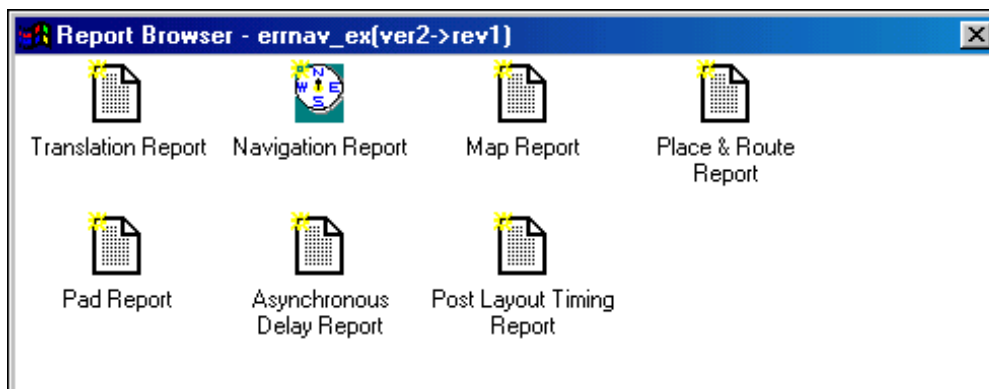 Report Browser - errnav_ex(ver2->rev1)
N
W E
S
Translation Report
Navigation Report
Map Report
Place & Route
Report
Pad Report
Asynchronous
Delay Report
Post Layout Timing
Report